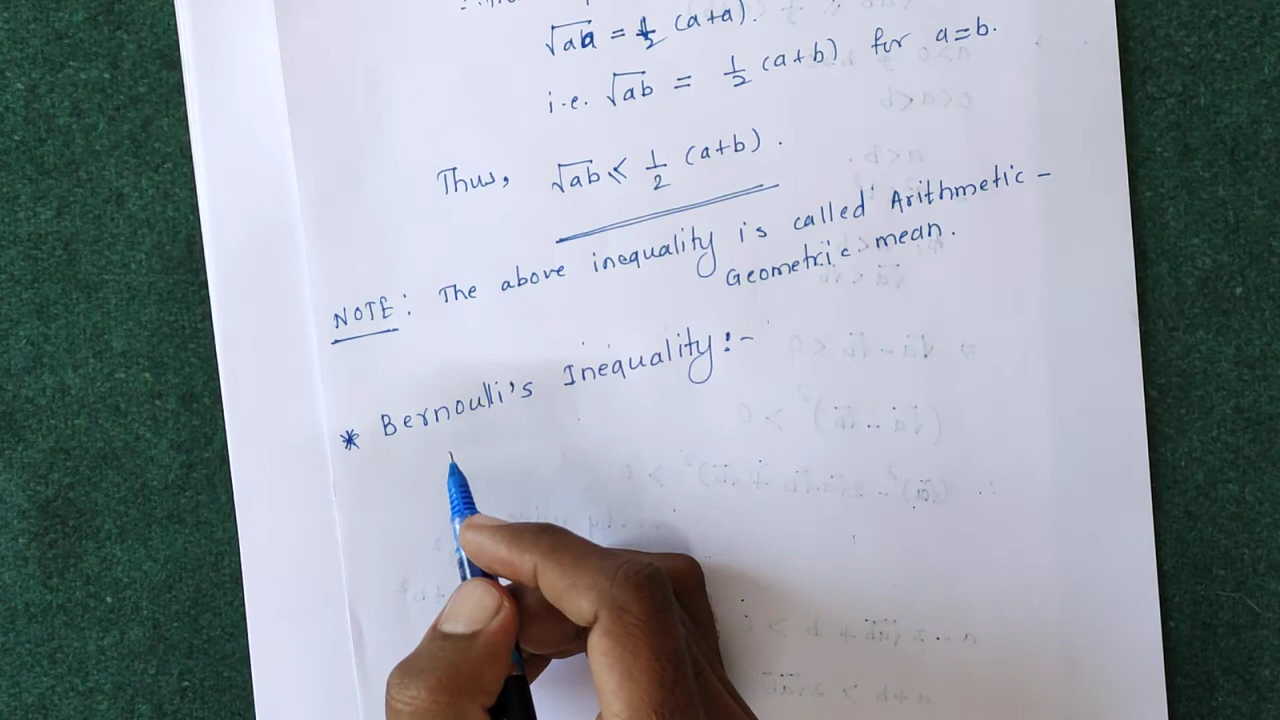 √aa = 1/2 (a+a).
i.e. √ab = 1/2 (a+b) for a=b.
Thus, √ab ≤ 1/2 (a+b).
NOTE: The above inequality is called Arithmetic-
Geometric mean.
* Bernoulli's Inequality:-